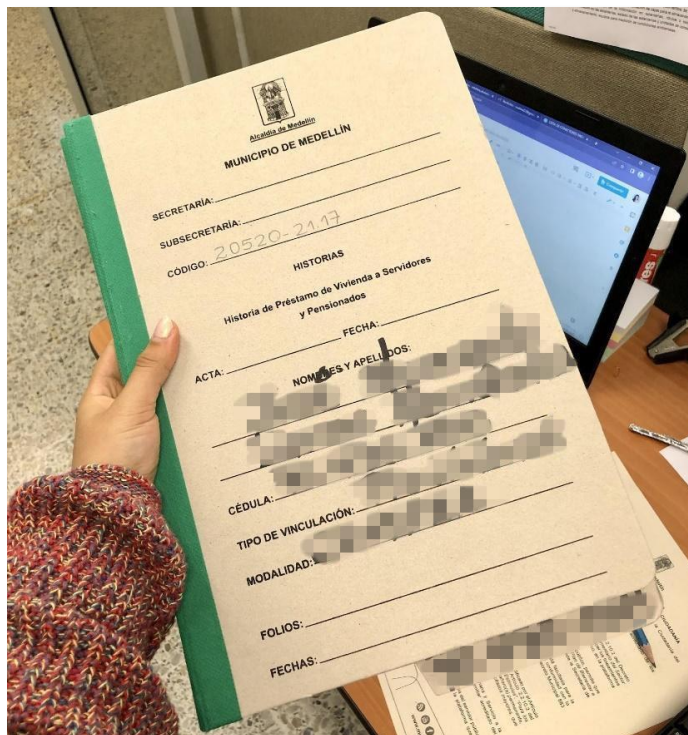 Alcaldía de Medellín
MUNICIPIO DE MEDELLÍN
SECRETARÍA:
SUBSECRETARÍA:
CÓDIGO: 20520-21.17
HISTORIAS
Historia de Préstamo de Vivienda a Servidores
y Pensionados
ACTA: FECHA:
NOMBRES Y APELLIDOS:
CÉDULA:
TIPO DE VINCULACIÓN:
MODALIDAD:
FOLIOS:
FECHAS: